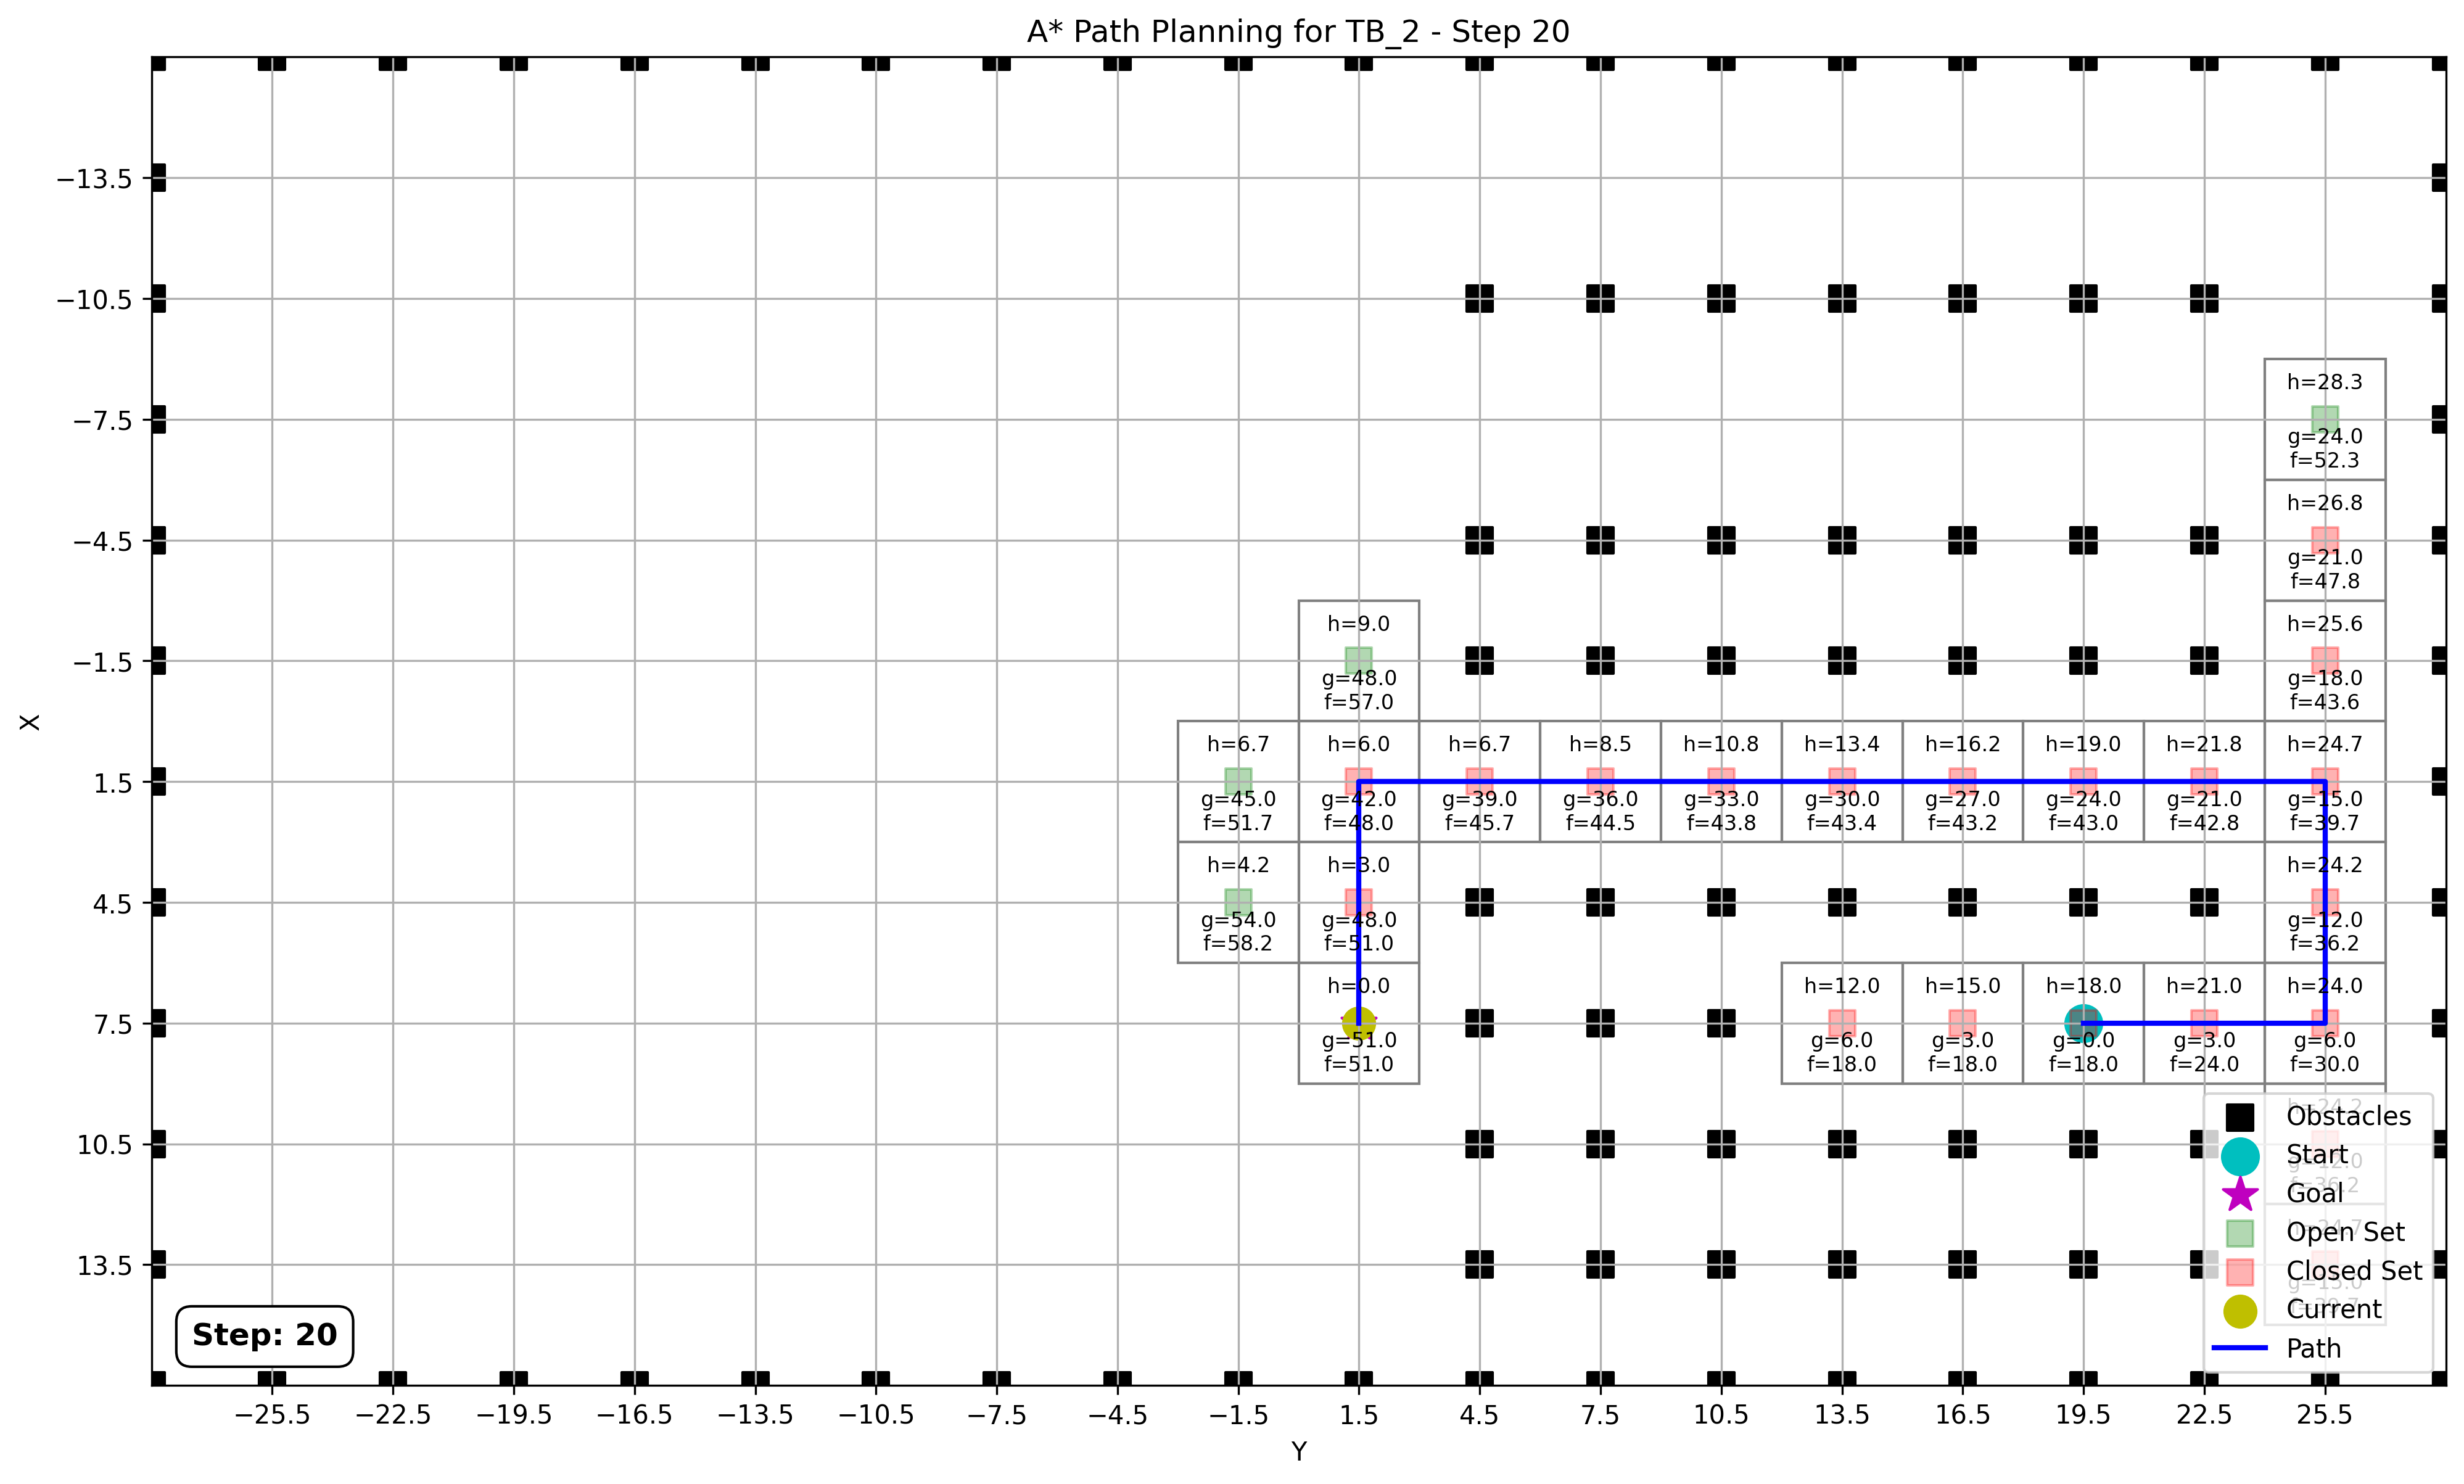 A* Path Planning for TB_2 - Step 20
X
−13.5
−10.5
−7.5
−4.5
−1.5
1.5
4.5
7.5
10.5
13.5
h=28.3
g=24.0
f=52.3
h=26.8
g=21.0
f=47.8
h=9.0
h=25.6
g=48.0
g=18.0
f=57.0
f=43.6
h=6.7 h=6.0 h=6.7 h=8.5 h=10.8 h=13.4 h=16.2 h=19.0 h=21.8 h=24.7
g=45.0 g=42.0 g=39.0 g=36.0 g=33.0 g=30.0 g=27.0 g=24.0 g=21.0 g=15.0
f=51.7 f=48.0 f=45.7 f=44.5 f=43.8 f=43.4 f=43.2 f=43.0 f=42.8 f=39.7
h=4.2 h=3.0 h=24.2
g=54.0 g=48.0 g=12.0
f=58.2 f=51.0 f=36.2
h=0.0 h=12.0 h=15.0 h=18.0 h=21.0 h=24.0
g=51.0 g=6.0 g=3.0 g=0.0 g=3.0 g=6.0
f=51.0 f=18.0 f=18.0 f=18.0 f=24.0 f=30.0
h=24.2
g=12.0
f=36.2
Obstacles
Start
Goal
Open Set
Closed Set
Current
Path
Step: 20
−25.5 −22.5 −19.5 −16.5 −13.5 −10.5 −7.5 −4.5 −1.5 1.5 4.5 7.5 10.5 13.5 16.5 19.5 22.5 25.5
Y